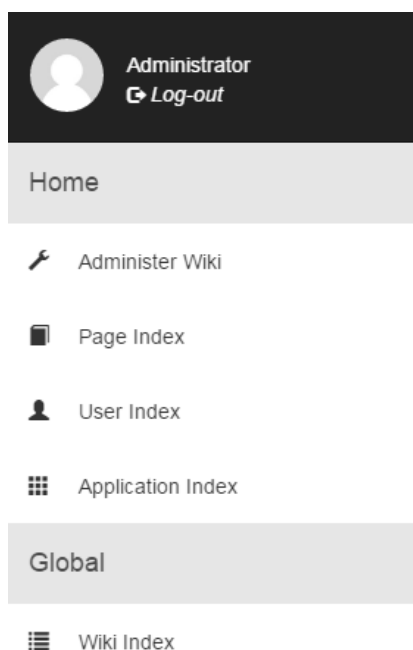 Administrator
Log-out
Home
Administer Wiki
Page Index
User Index
Application Index
Global
Wiki Index